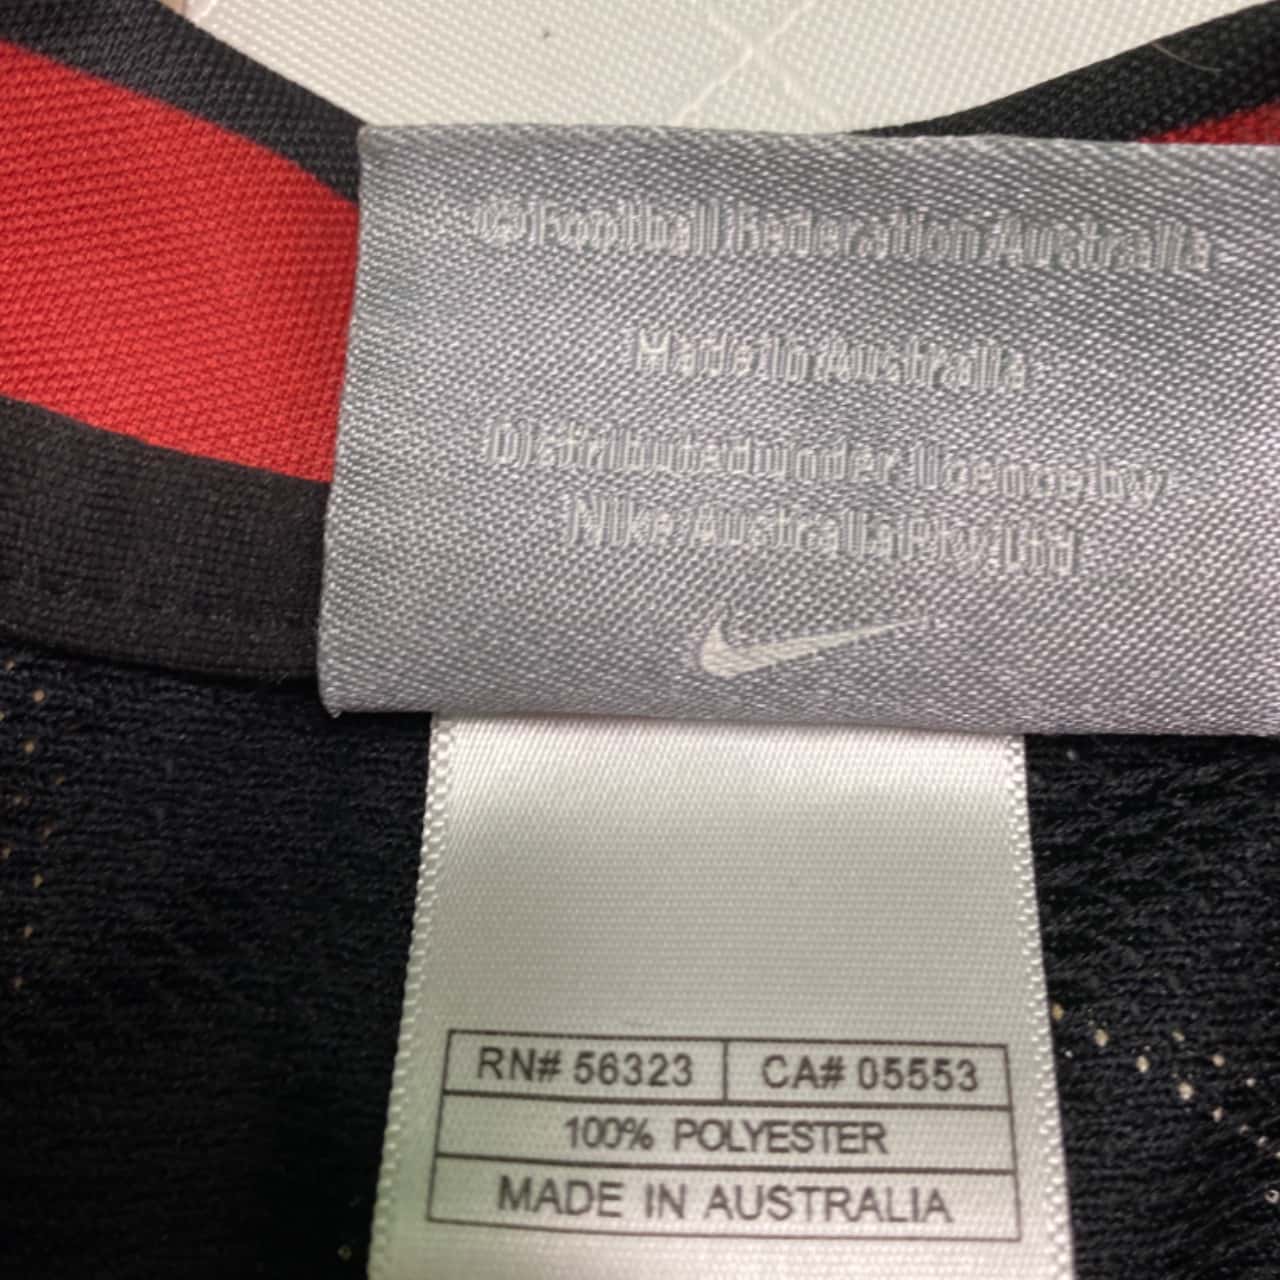 © Football Federation Australia
Made in Australia
Distributed under licence by
Nike Australia Pty. Ltd
RN# 56323 CA# 05553
100% POLYESTER
MADE IN AUSTRALIA